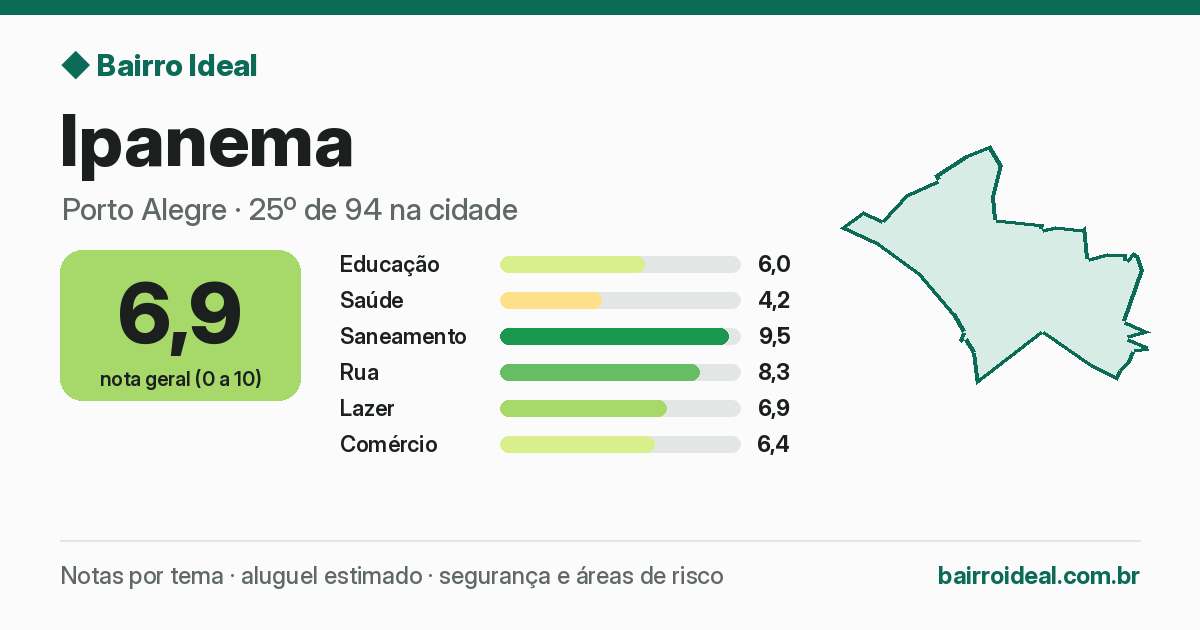 Bairro Ideal
Ipanema
Porto Alegre · 25º de 94 na cidade
6,9
nota geral (0 a 10)
Educação 6,0
Saúde 4,2
Saneamento 9,5
Rua 8,3
Lazer 6,9
Comércio 6,4
Notas por tema · aluguel estimado · segurança e áreas de risco
bairroideal.com.br